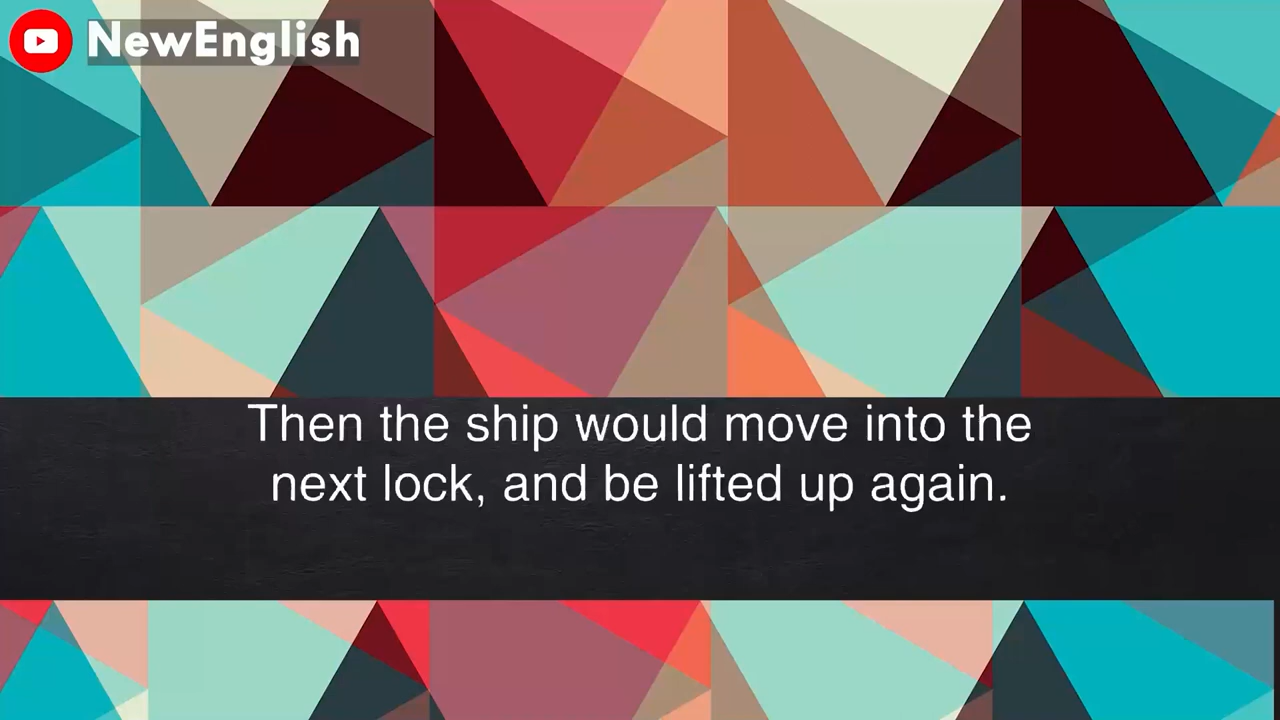 NewEnglish
Then the ship would move into the
next lock, and be lifted up again.